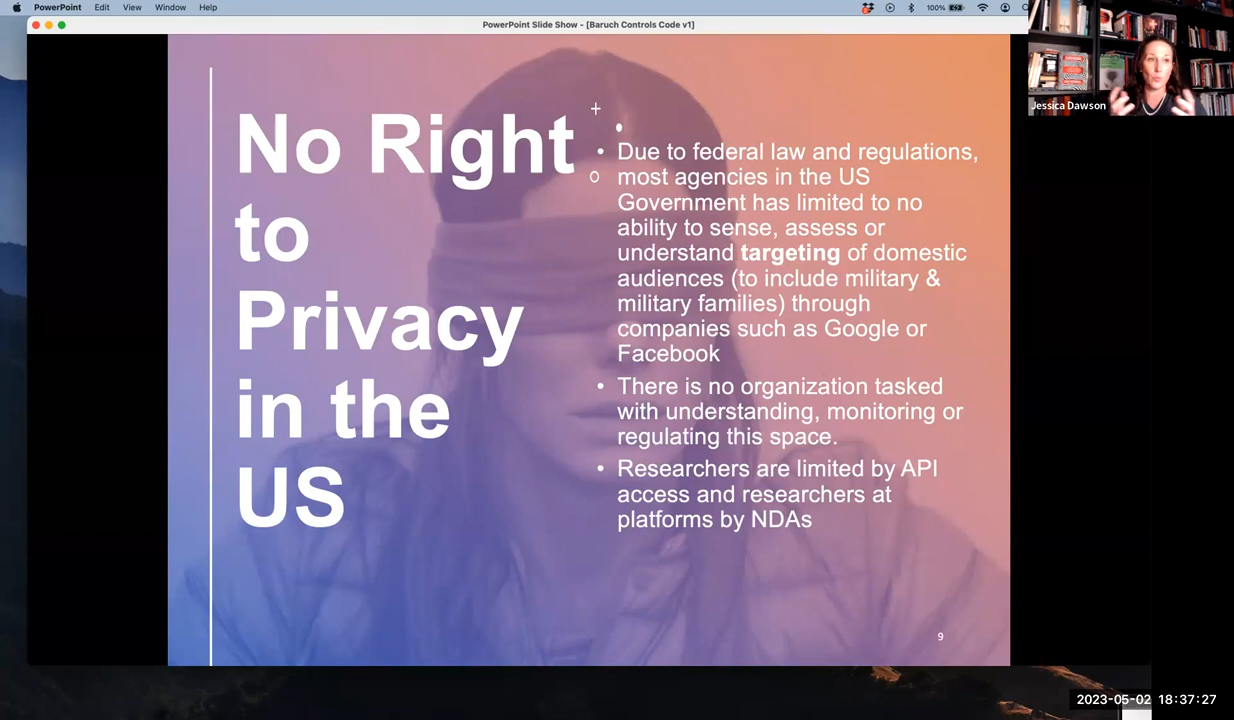 PowerPoint Edit View Window Help
100%
PowerPoint Slide Show - [Baruch Controls Code v1]
Jessica Dawson
No Right
to
Privacy
in the
US
• Due to federal law and regulations,
most agencies in the US
Government has limited to no
ability to sense, assess or
understand targeting of domestic
audiences (to include military &
military families) through
companies such as Google or
Facebook
• There is no organization tasked
with understanding, monitoring or
regulating this space.
• Researchers are limited by API
access and researchers at
platforms by NDAs
9
2023-05-02 18:37:27